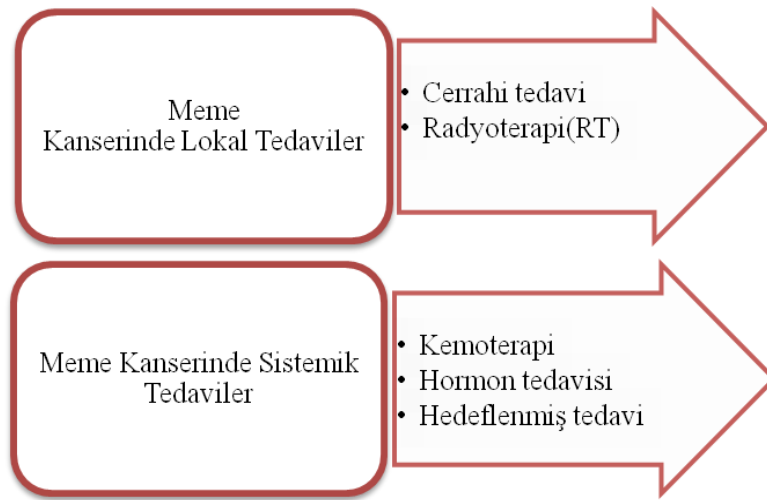 Meme
Kanserinde Lokal Tedaviler
• Cerrahi tedavi
• Radyoterapi(RT)
Meme Kanserinde Sistemik
Tedaviler
• Kemoterapi
• Hormon tedavisi
• Hedeflenmiş tedavi